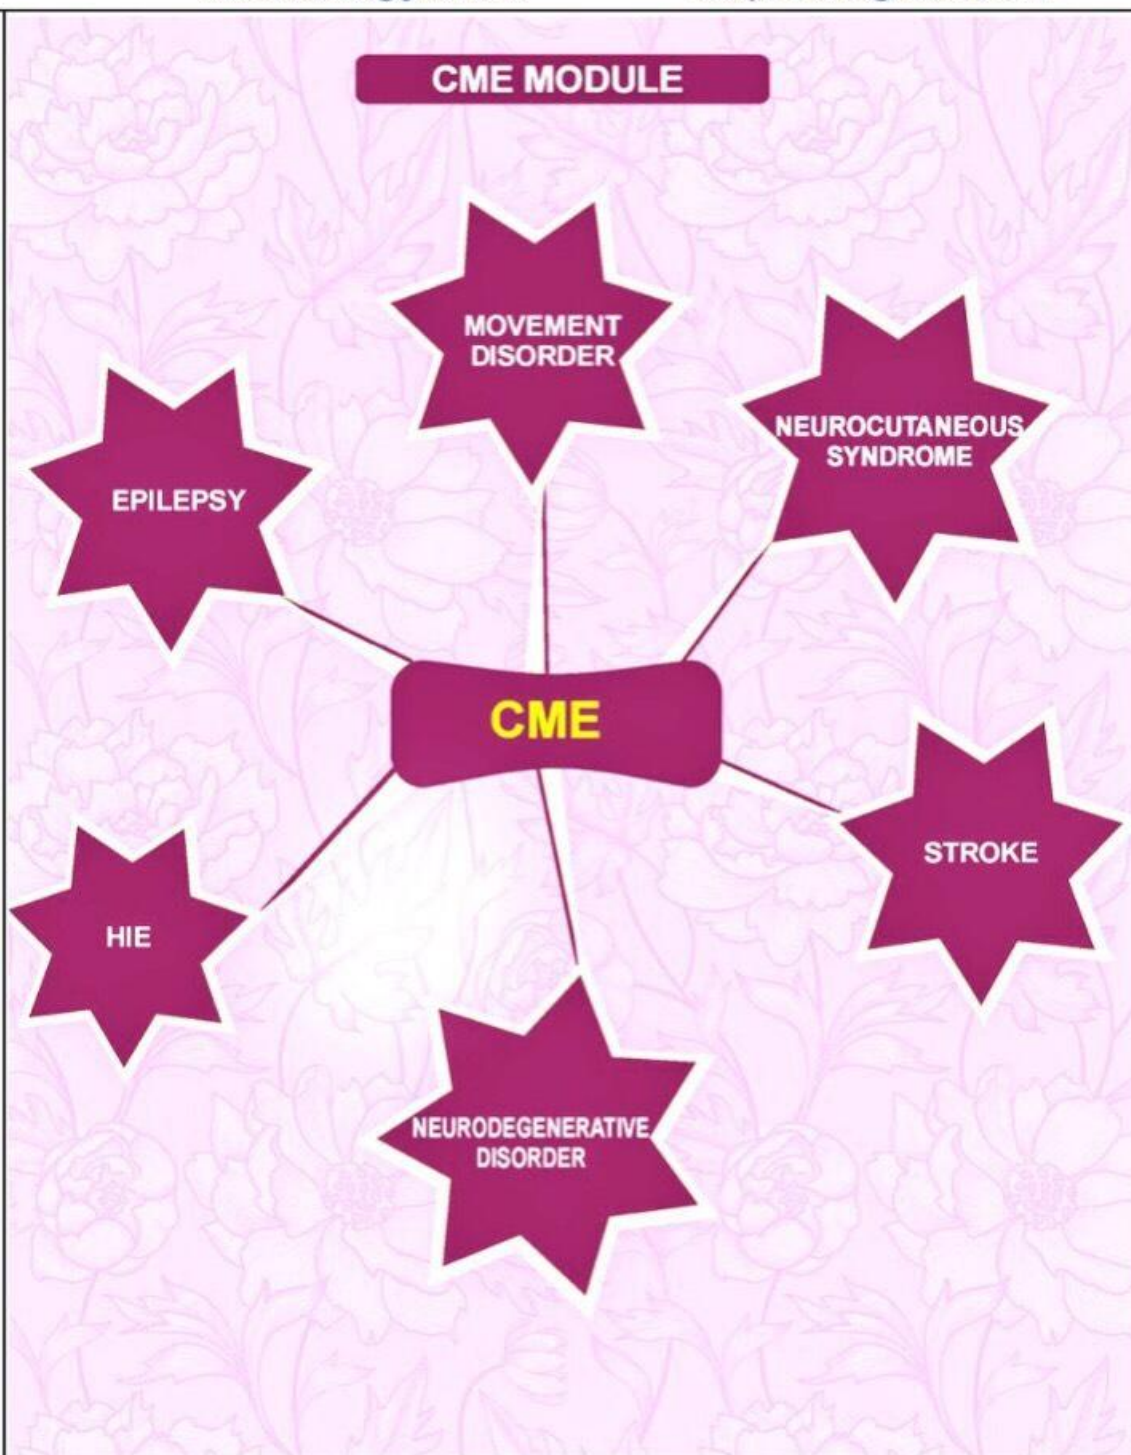 CME MODULE
MOVEMENT
DISORDER
NEUROCUTANEOUS
SYNDROME
EPILEPSY
CME
STROKE
HIE
NEURODEGENERATIVE
DISORDER